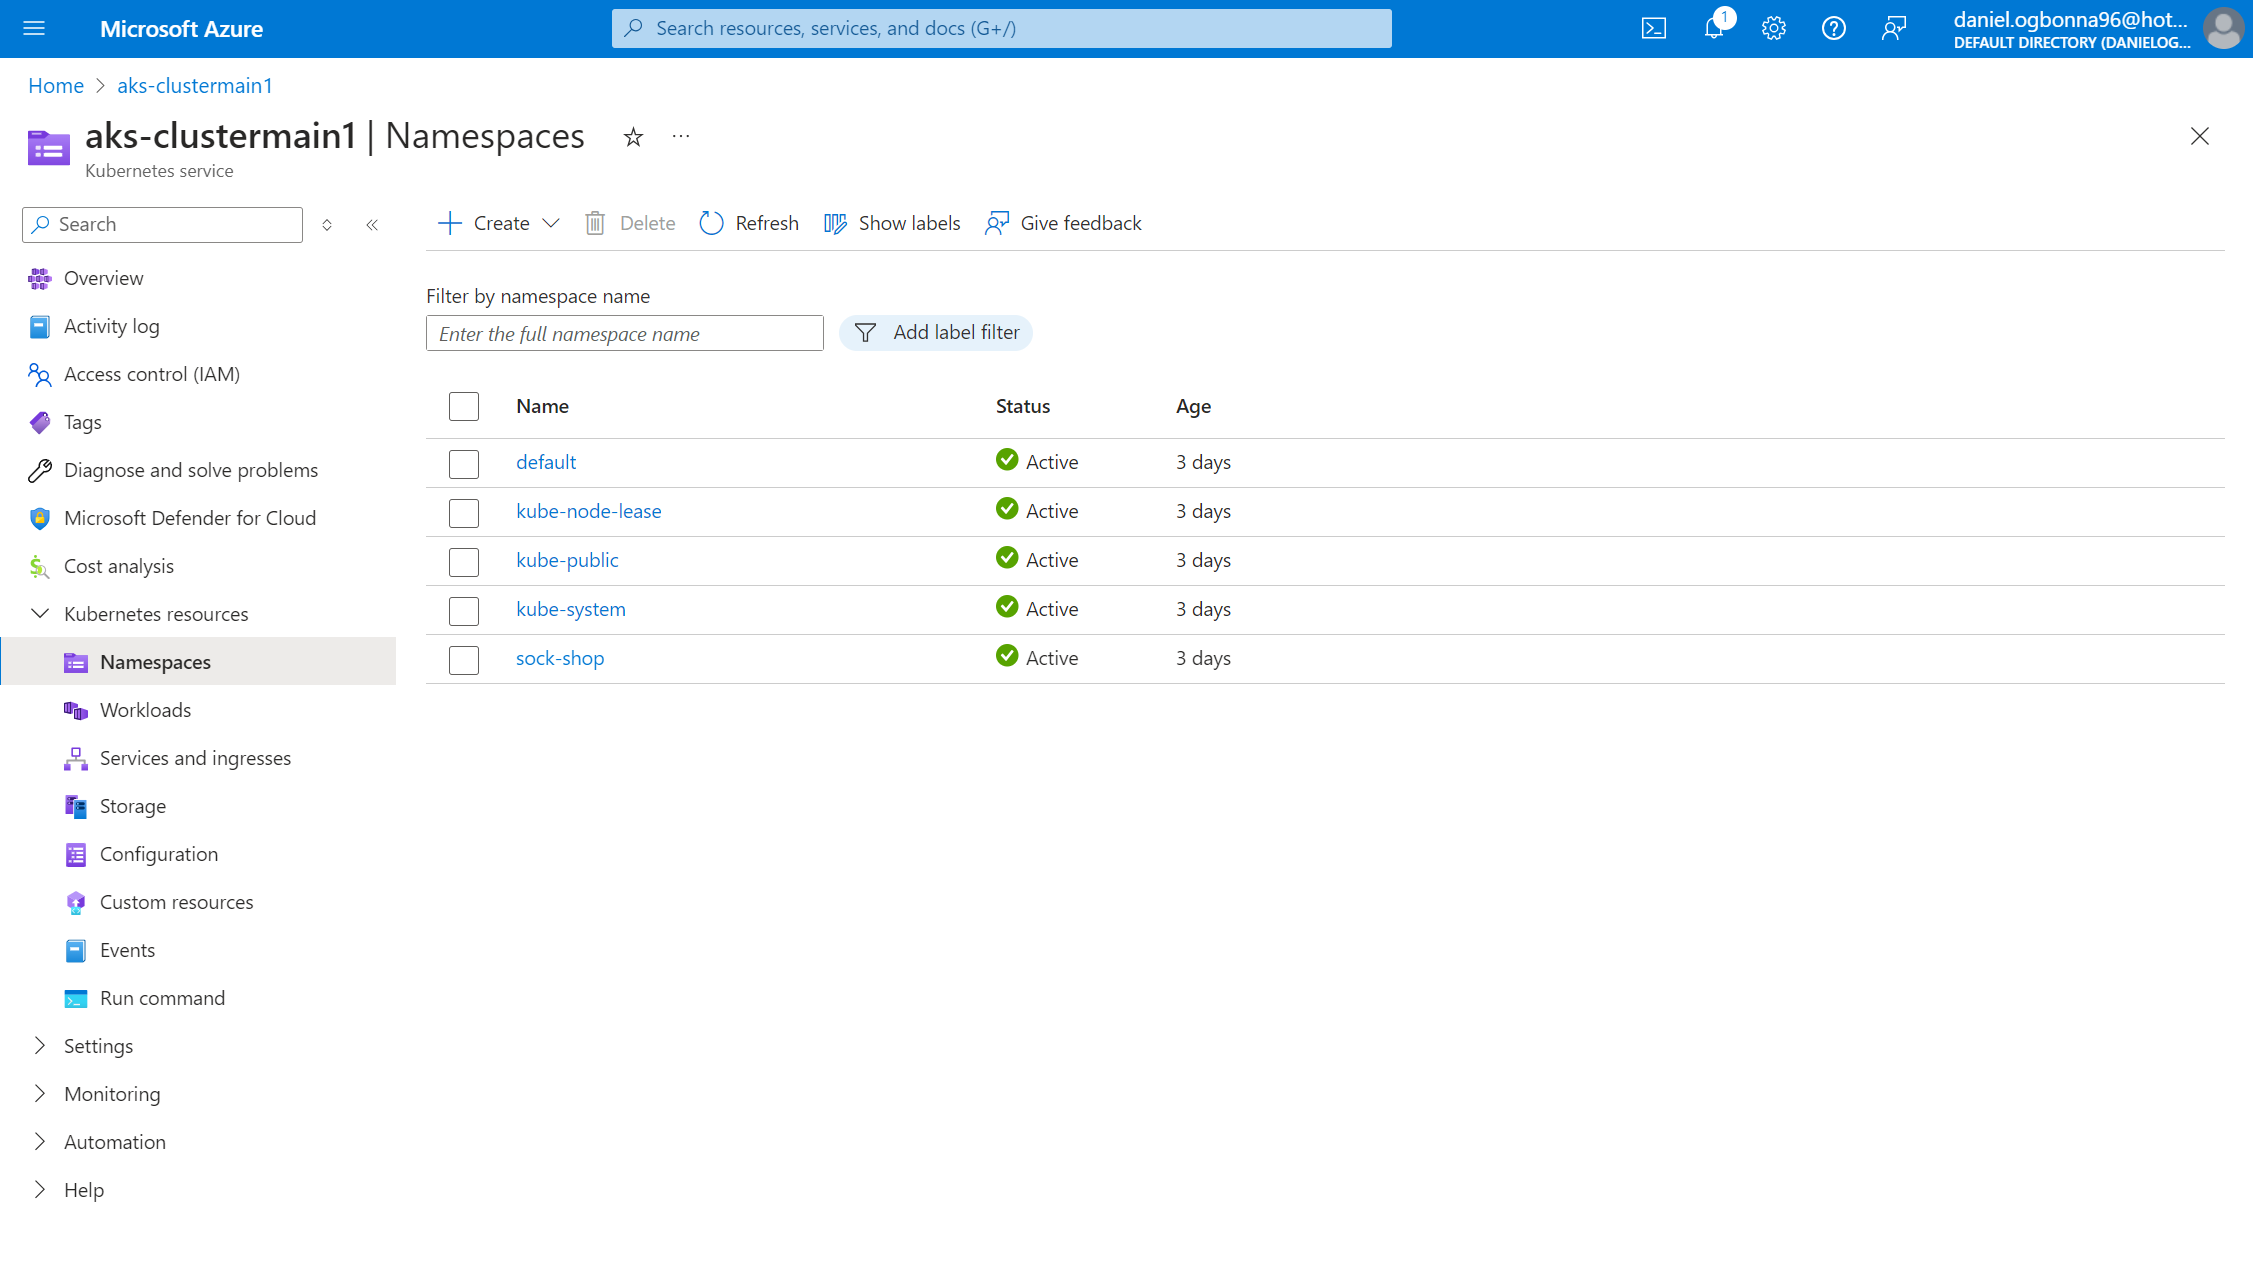 Microsoft Azure
Search resources, services, and docs (G+/)
1
daniel.ogbonna96@hot...
DEFAULT DIRECTORY (DANIELOG...
Home > aks-clustermain1
aks-clustermain1 | Namespaces
Kubernetes service
Search
Create
Delete
Refresh
Show labels
Give feedback
Overview
Activity log
Access control (IAM)
Tags
Diagnose and solve problems
Microsoft Defender for Cloud
Cost analysis
Kubernetes resources
Namespaces
Workloads
Services and ingresses
Storage
Configuration
Custom resources
Events
Run command
Settings
Monitoring
Automation
Help
Filter by namespace name
Enter the full namespace name
Add label filter
Name Status Age
default Active 3 days
kube-node-lease Active 3 days
kube-public Active 3 days
kube-system Active 3 days
sock-shop Active 3 days